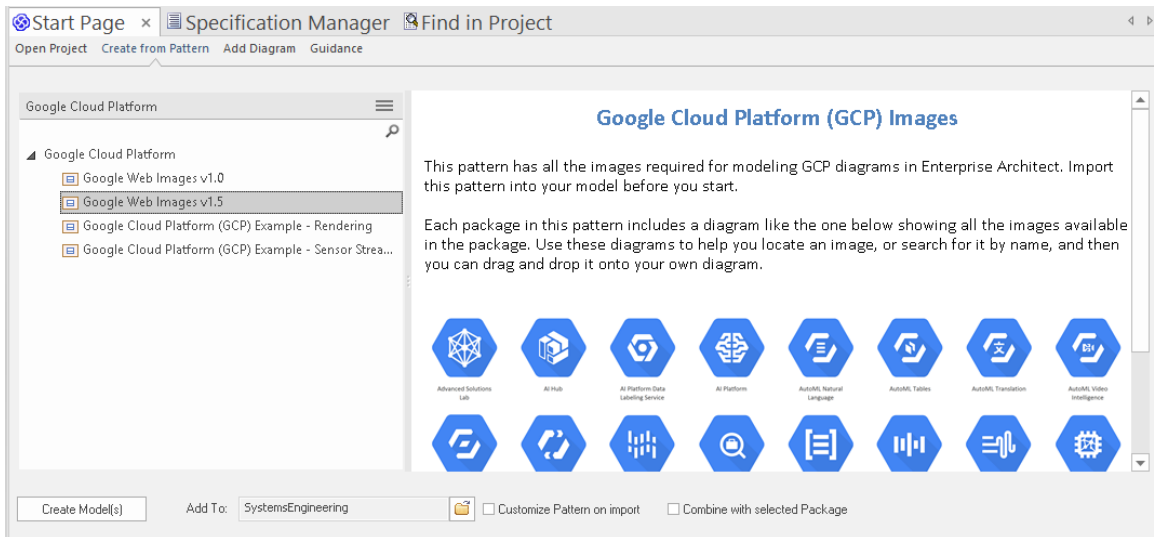 Start Page × Specification Manager Find in Project
Open Project Create from Pattern Add Diagram Guidance
Google Cloud Platform
Google Cloud Platform
Google Web Images v1.0
Google Web Images v1.5
Google Cloud Platform (GCP) Example - Rendering
Google Cloud Platform (GCP) Example - Sensor Strea...
Google Cloud Platform (GCP) Images
This pattern has all the images required for modeling GCP diagrams in Enterprise Architect. Import
this pattern into your model before you start.
Each package in this pattern includes a diagram like the one below showing all the images available
in the package. Use these diagrams to help you locate an image, or search for it by name, and then
you can drag and drop it onto your own diagram.
Advanced Solutions
Lab
AI Hub
AI Platform Data
Labeling Service
AI Platform
AutoML Natural
Language
AutoML Tables
AutoML Translation
AutoML Video
Intelligence
Create Model(s) Add To: SystemsEngineering Customize Pattern on import Combine with selected Package